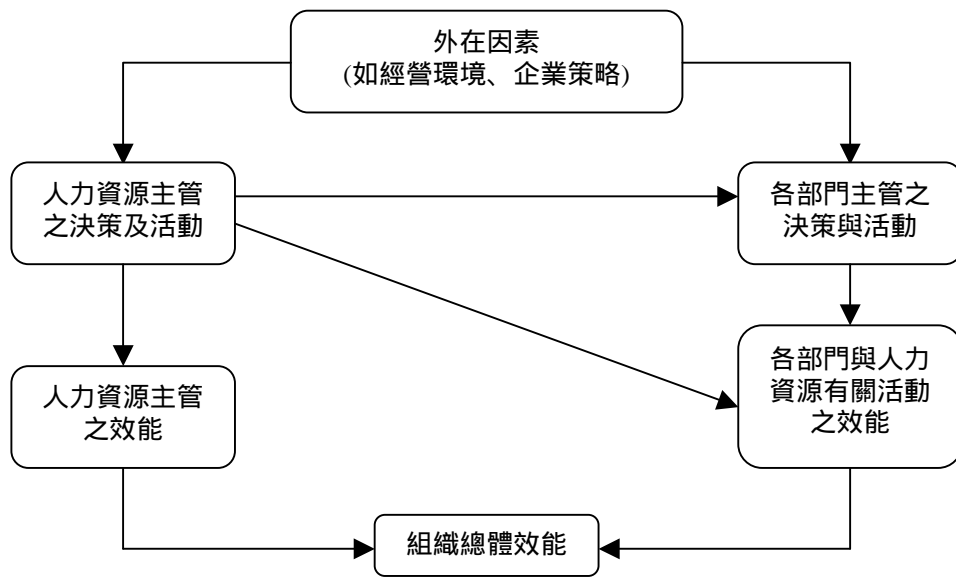 外在因素
(如經營環境、企業策略)
人力資源主管
之決策及活動
各部門主管之
決策與活動
人力資源主管
之效能
各部門與人力
資源有關活動
之效能
組織總體效能